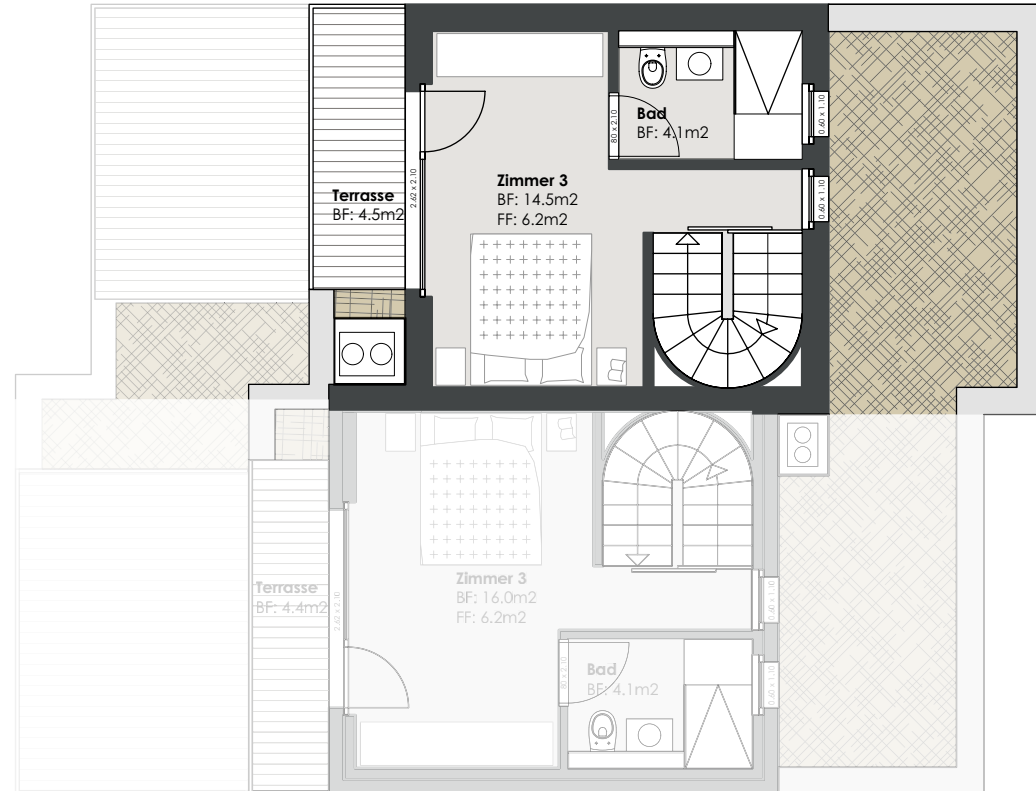 80 x 2.10
Bad
BF: 4.1m2
0.60 x 1.10
Terrasse
BF: 4.5m2
2.62 x 2.10
Zimmer 3
BF: 14.5m2
FF: 6.2m2
0.60 x 1.10
Terrasse
BF: 4.4m2
2.62 x 2.10
Zimmer 3
BF: 16.0m2
FF: 6.2m2
0.60 x 1.10
80 x 2.10
Bad
BF: 4.1m2
0.60 x 1.10